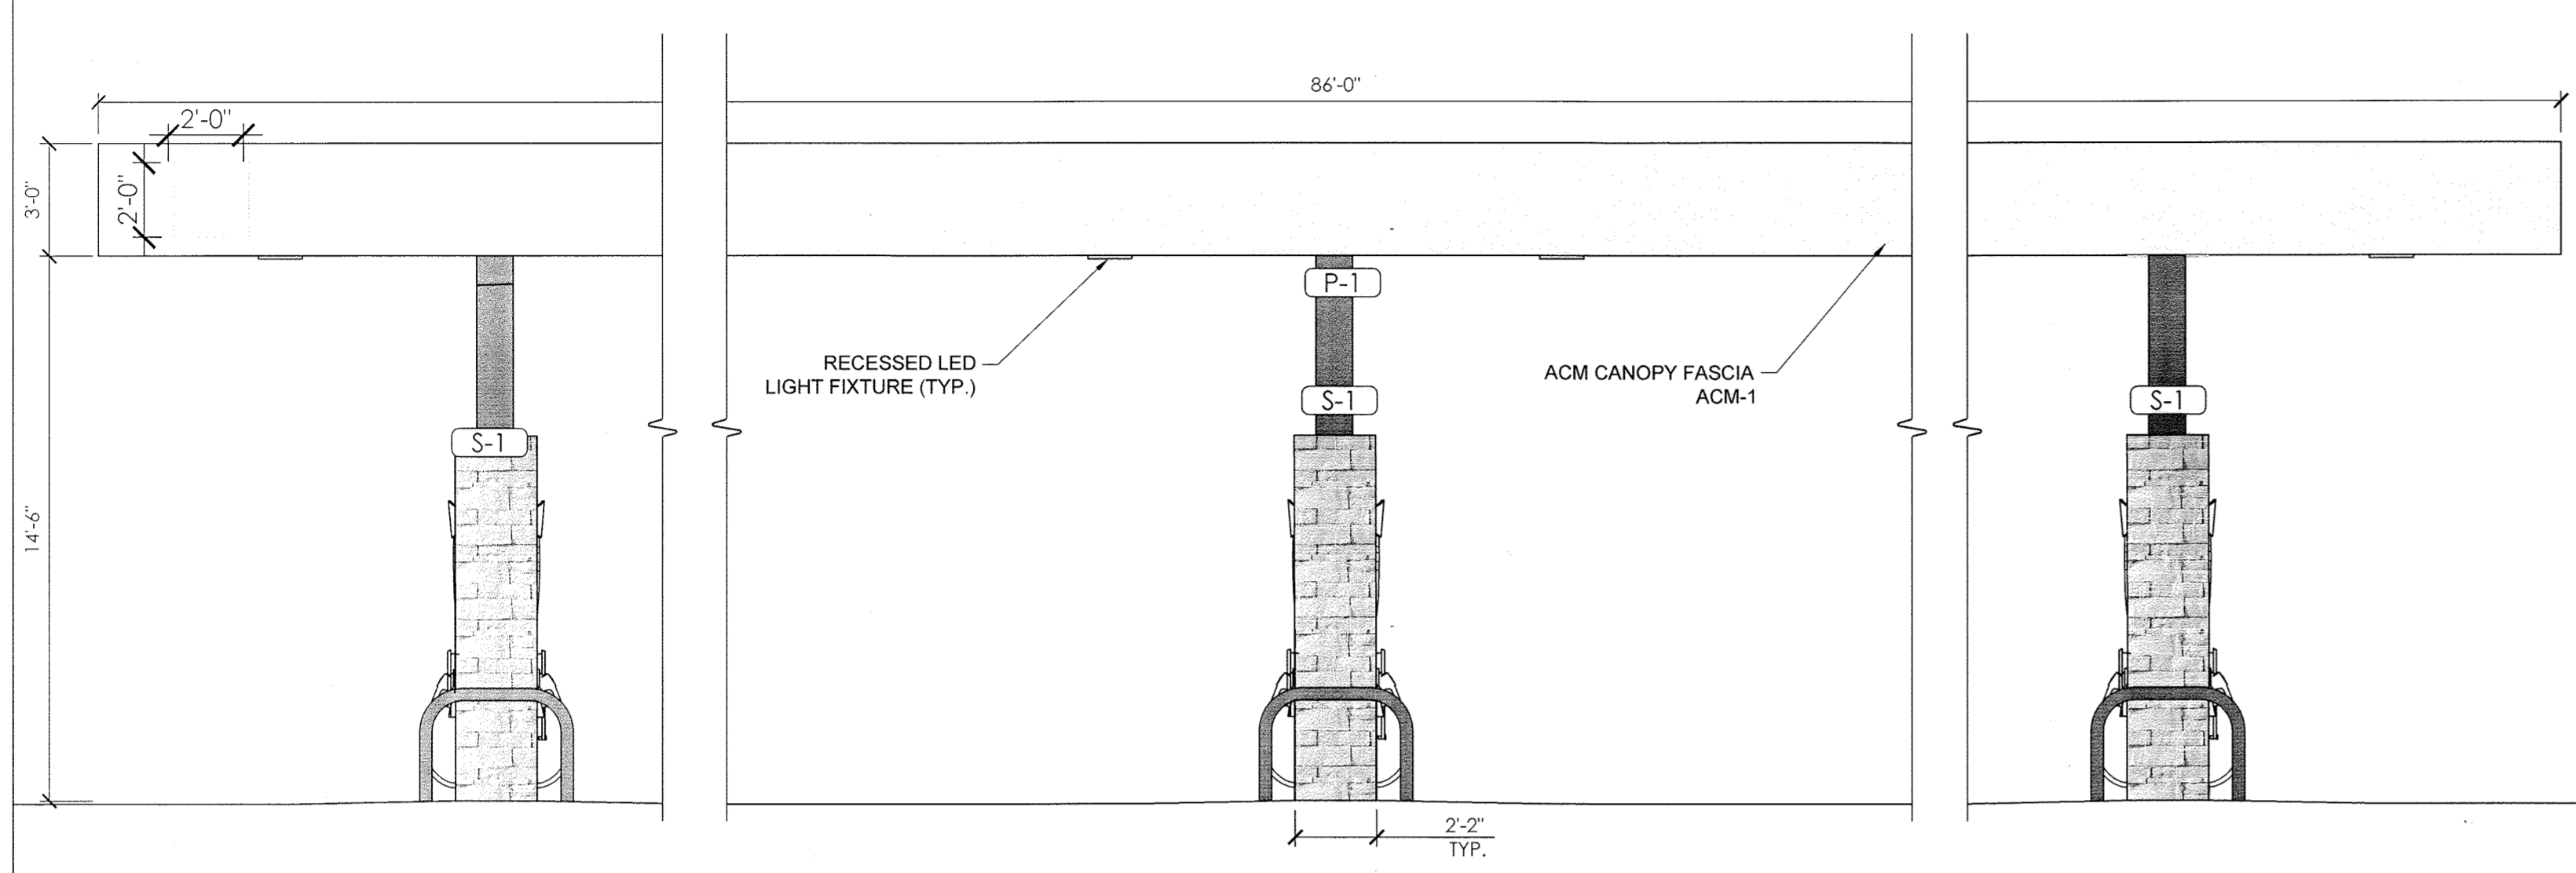 86'-0"
2'-0"
3'-0"
2'-0"
P-1
RECESSED LED
LIGHT FIXTURE (TYP.)
ACM CANOPY FASCIA
ACM-1
S-1
S-1
S-1
14'-6"
2'-2"
TYP.